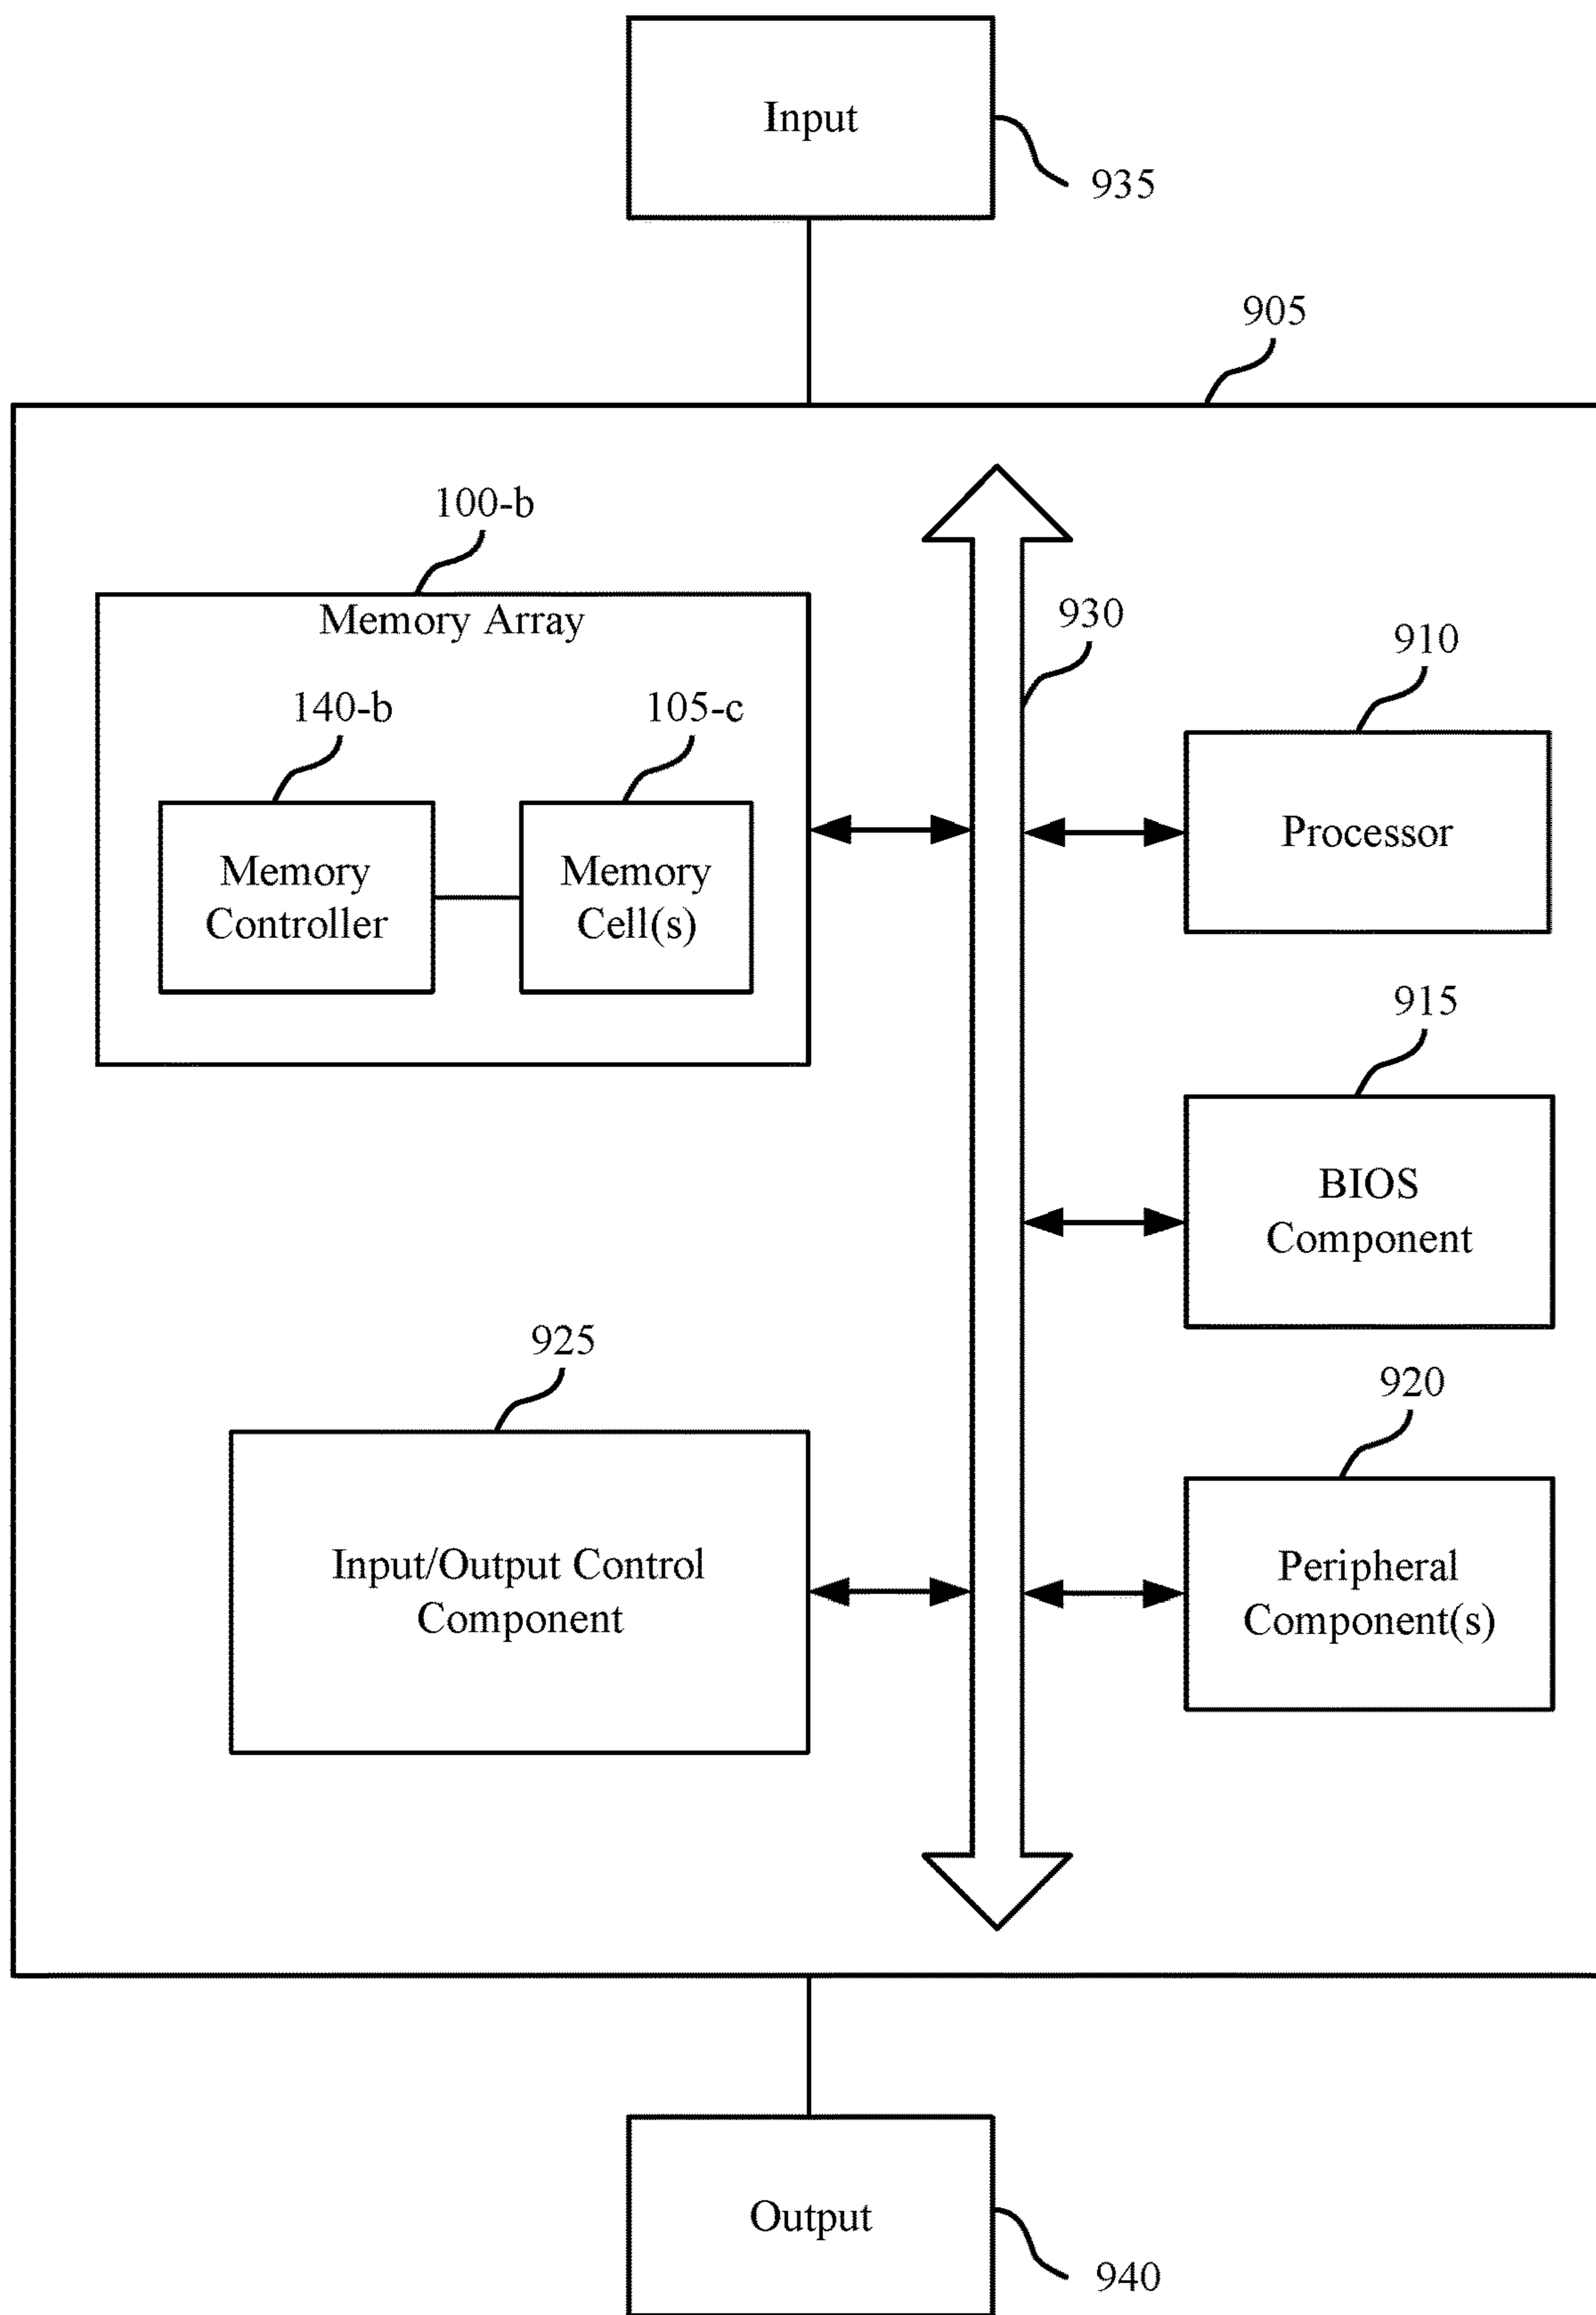 Input
935
905
100-b
Memory Array
930
910
140-b
105-c
Processor
Memory
Controller
Memory
Cell(s)
915
BIOS
Component
925
920
Input/Output Control
Component
Peripheral
Component(s)
Output
940